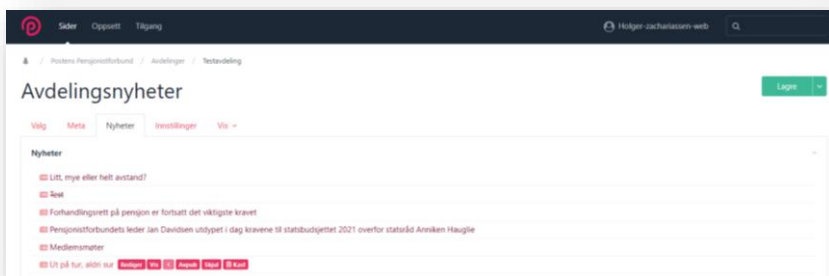 Sider Oppsett Tilgang Holger-zachariassen-web
/ Postens Pensjonistforbund / Avdelinger / Testavdeling
Avdelingsnyheter
Lagre
Valg Meta Nyheter Innstillinger Vis
Nyheter
Litt, mye eller helt avstand?
Test
Forhandlingsrett på pensjon er fortsatt det viktigste kravet
Pensjonistforbundets leder Jan Davidsen utdypet i dag kravene til statsbudsjettet 2021 overfor statsråd Anniken Hauglie
Medlemsmøter
Ut på tur, aldri sur Rediger Vis Avpub Skjul Kast